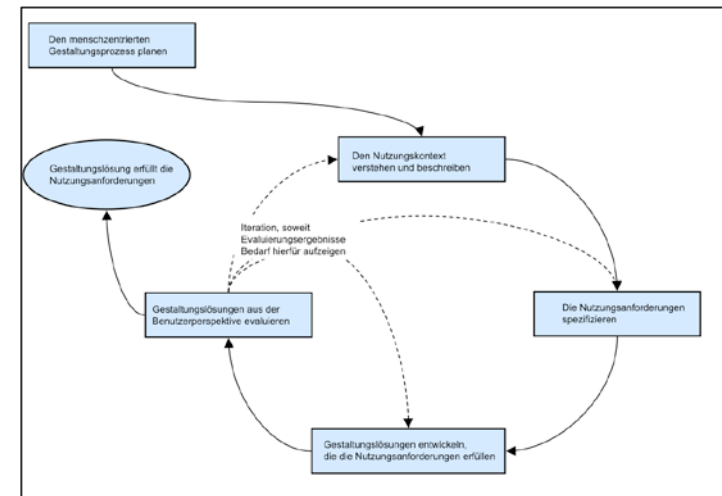 Den menschzentrierten
Gestaltungsprozess planen
Den Nutzungskontext
verstehen und beschreiben
Gestaltungslösung erfüllt die
Nutzungsanforderungen
Iteration, soweit
Evaluierungsergebnisse
Bedarf hierfür aufzeigen
Gestaltungslösungen aus der
Benutzerperspektive evaluieren
Die Nutzungsanforderungen
spezifizieren
Gestaltungslösungen entwickeln,
die die Nutzungsanforderungen erfüllen